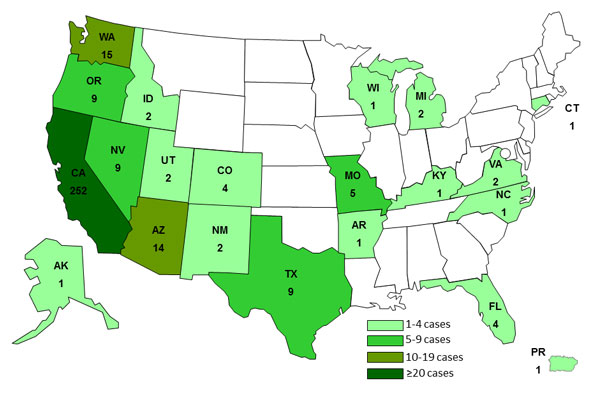 WA
15
OR
9
ID
2
WI
1
MI
2
CT
1
NV
9
UT
2
CO
4
CA
252
MO
5
KY
1
VA
2
NC
1
AZ
14
NM
2
AR
1
AK
1
TX
9
FL
4
1-4 cases
5-9 cases
10-19 cases
≥20 cases
PR
1